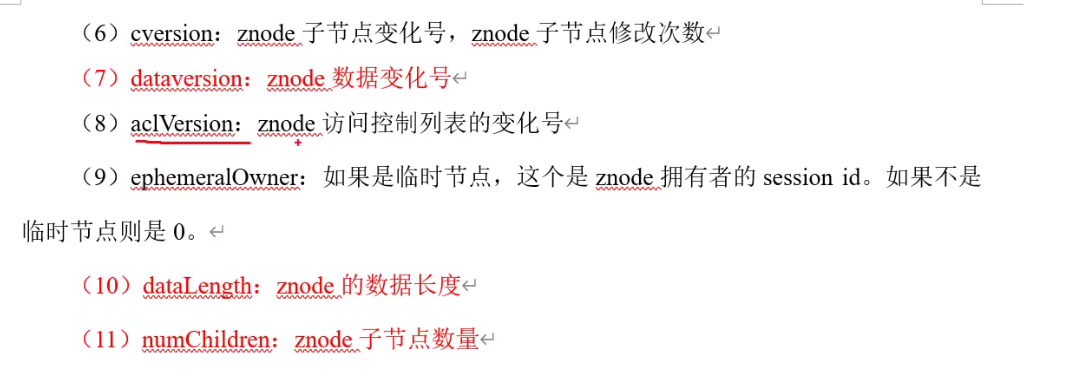 （6）cversion：znode 子节点变化号，znode 子节点修改次数↵
（7）dataversion：znode 数据变化号↵
（8）aclVersion：znode 访问控制列表的变化号↵
（9）ephemeralOwner：如果是临时节点，这个是 znode 拥有者的 session id。如果不是
临时节点则是 0。↵
（10）dataLength：znode 的数据长度↵
（11）numChildren：znode 子节点数量↵